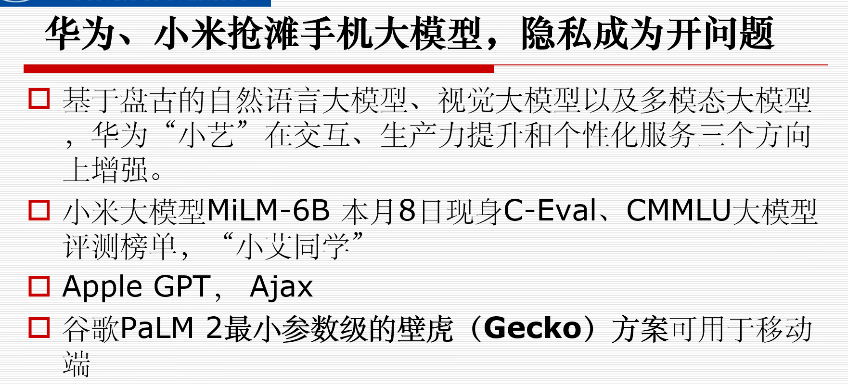 华为、小米抢滩手机大模型，隐私成为开问题
基于盘古的自然语言大模型、视觉大模型以及多模态大模型
，华为“小艺”在交互、生产力提升和个性化服务三个方向
上增强。
小米大模型MiLM-6B 本月8日现身C-Eval、CMMLU大模型
评测榜单，“小艾同学”
Apple GPT， Ajax
谷歌PaLM 2最小参数级的壁虎（Gecko）方案可用于移动
端